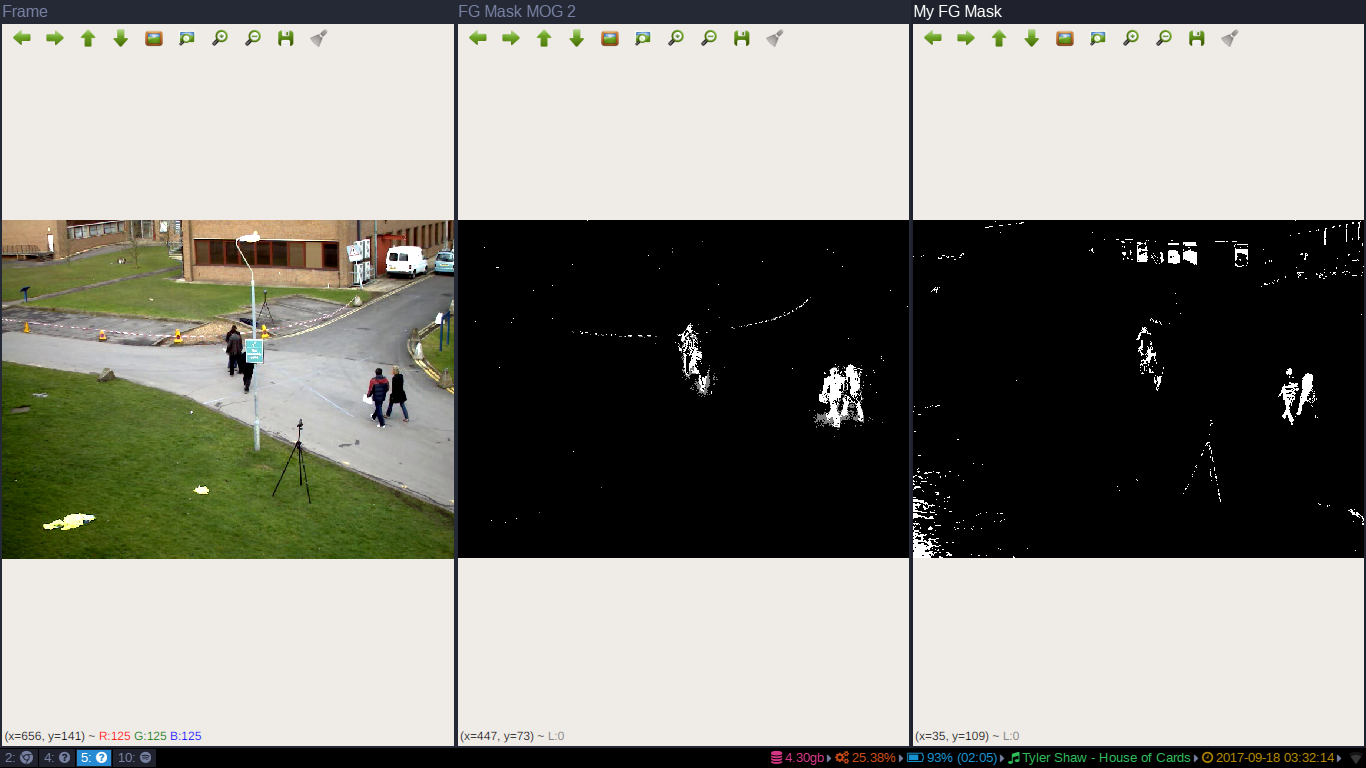 Frame
FG Mask MOG 2
My FG Mask
(x=656, y=141) ~ R:125 G:125 B:125
(x=447, y=73) ~ L:0
(x=35, y=109) ~ L:0
2:
4:
5:
10:
4.30gb
25.38%
93% (02:05)
Tyler Shaw - House of Cards
2017-09-18 03:32:14